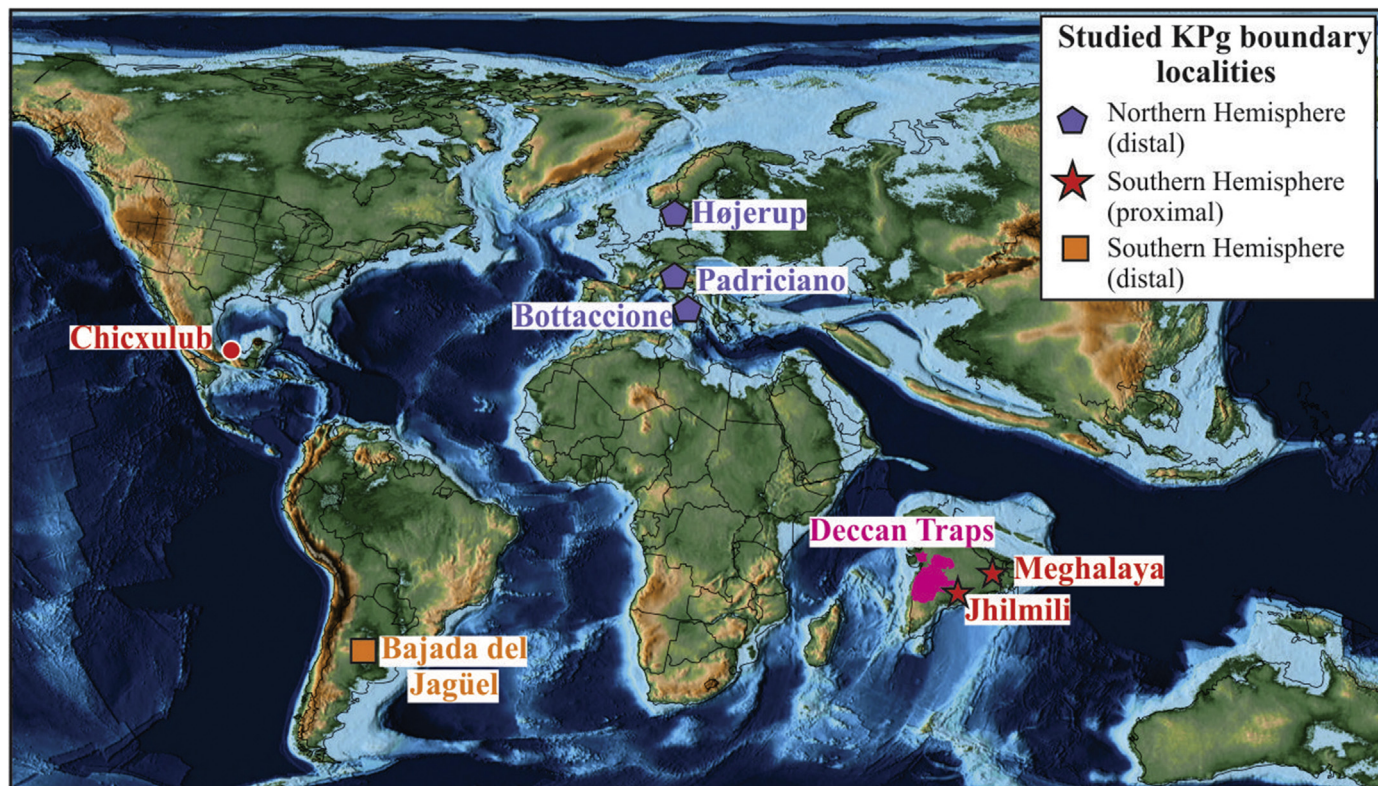 Studied KPg boundary
localities
Northern Hemisphere
(distal)
Southern Hemisphere
(proximal)
Southern Hemisphere
(distal)
Højerup
Padriciano
Bottaccione
Chicxulub
Deccan Traps
Meghalaya
Jhilmili
Bajada del
Jagüel